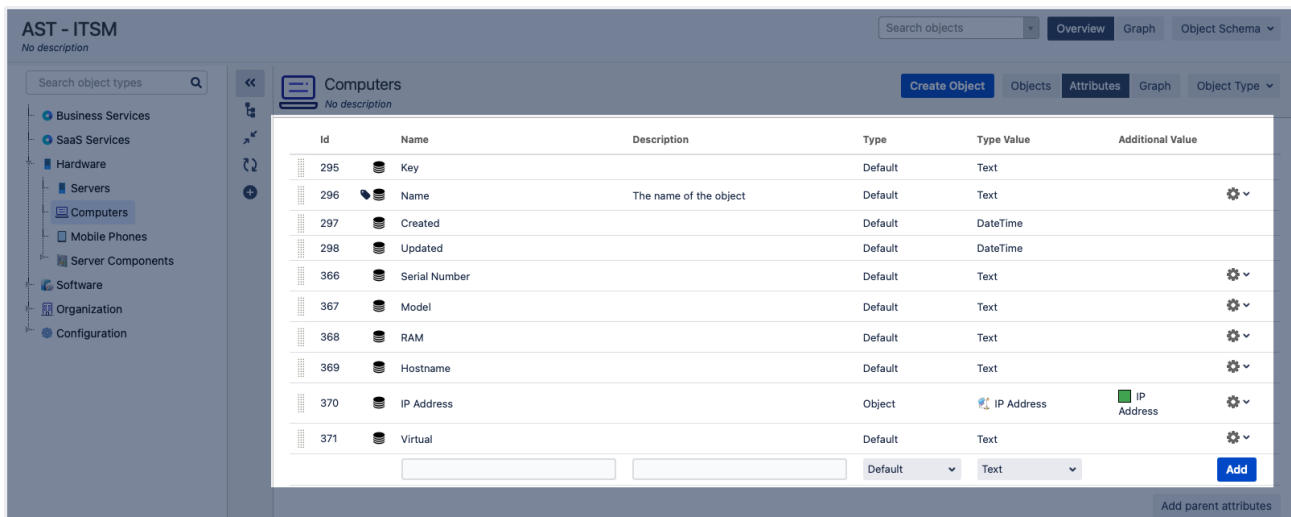 AST - ITSM
No description
Search objects
Overview
Graph
Object Schema
Search object types
Business Services
SaaS Services
Hardware
Servers
Computers
Mobile Phones
Server Components
Software
Organization
Configuration
Computers
No description
Create Object
Objects
Attributes
Graph
Object Type
Id Name Description Type Type Value Additional Value
295 Key Default Text
296 Name The name of the object Default Text
297 Created Default DateTime
298 Updated Default DateTime
366 Serial Number Default Text
367 Model Default Text
368 RAM Default Text
369 Hostname Default Text
370 IP Address Object IP Address IP
Address
371 Virtual Default Text
Default Text Add
Add parent attributes